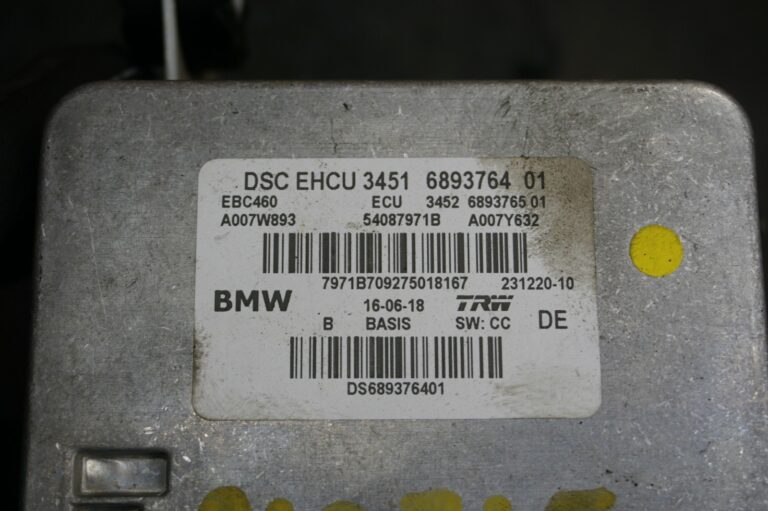 DSC EHCU 3451 6893764 01
EBC460 ECU 3452 6893765 01
A007W893 54087971B A007Y632
7971B709275018167 231220-10
BMW 16-06-18 TRW
B BASIS SW: CC DE
DS689376401